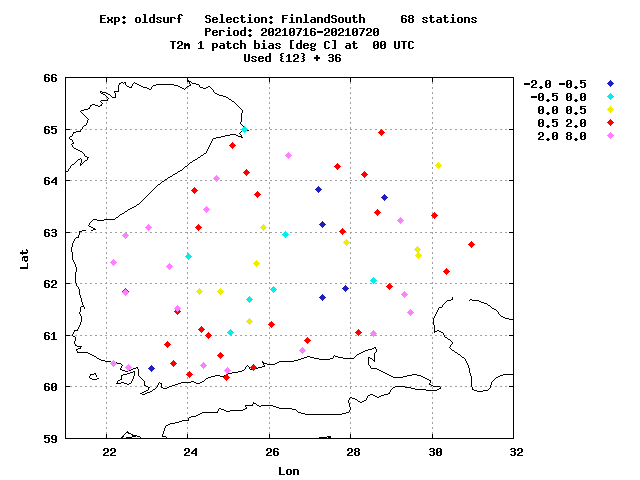 Exp: oldsurf Selection: FinlandSouth 68 stations
Period: 20210716-20210720
T2m 1 patch bias [deg C] at 00 UTC
Used {12} + 36
-2.0 -0.5
-0.5 0.0
0.0 0.5
0.5 2.0
2.0 8.0
66
65
64
63
62
61
60
59
Lat
22 24 26 28 30 32
Lon